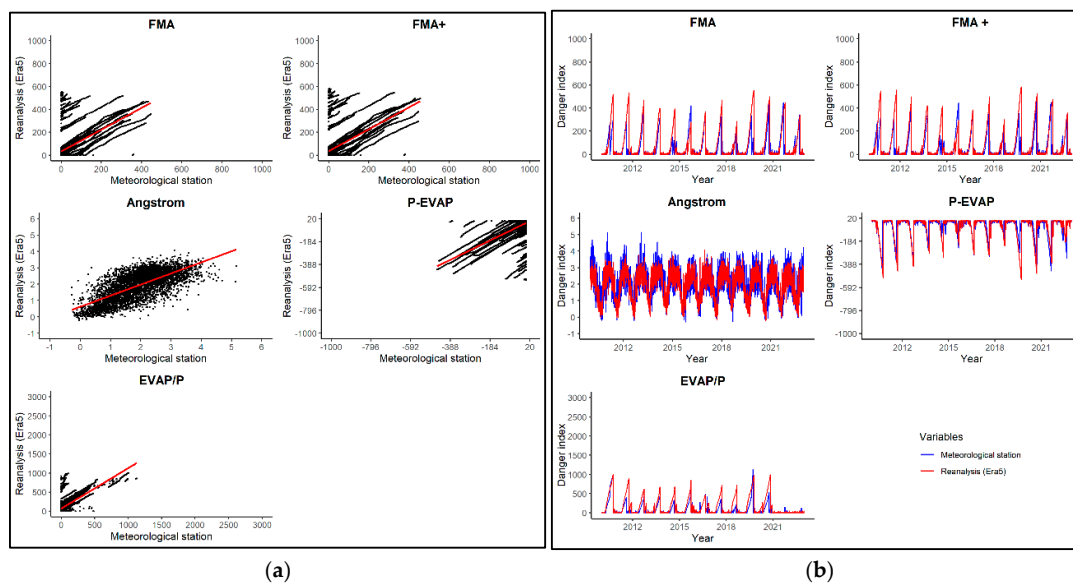 FMA
FMA+
Reanalysis (Era5)
1000
800
600
400
200
0
0 200 400 600 800 1000
Meteorological station
Reanalysis (Era5)
1000
800
600
400
200
0
0 200 400 600 800 1000
Meteorological station
Angstrom
P-EVAP
Reanalysis (Era5)
6
5
4
3
2
1
0
-1
-1 0 1 2 3 4 5 6
Meteorological station
Reanalysis (Era5)
20
-184
-388
-592
-796
-1000
-1000 -796 -592 -388 -184 20
Meteorological station
EVAP/P
Reanalysis (Era5)
3000
2500
2000
1500
1000
500
0
0 500 1000 1500 2000 2500 3000
Meteorological station
(a)
FMA
FMA +
Danger index
1000
800
600
400
200
0
2012 2015 2018 2021
Year
Danger index
1000
800
600
400
200
0
2012 2015 2018 2021
Year
Angstrom
P-EVAP
Danger index
6
5
4
3
2
1
0
-1
2012 2015 2018 2021
Year
Danger index
20
-184
-388
-592
-796
-1000
2012 2015 2018 2021
Year
EVAP/P
Danger index
3000
2500
2000
1500
1000
500
0
2012 2015 2018 2021
Year
Variables
Meteorological station
Reanalysis (Era5)
(b)